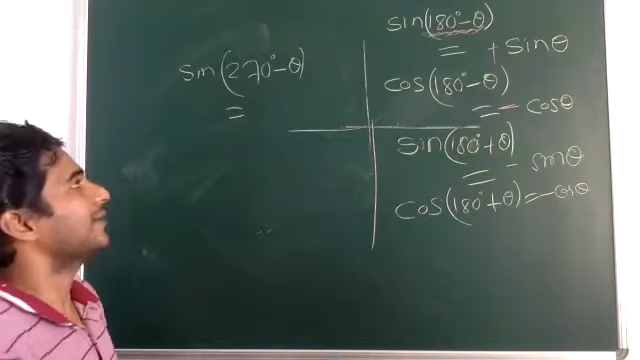 sin(270°-θ)
=
sin(180°-θ)
= + sinθ
cos(180°-θ)
= - cosθ
sin(180°+θ)
= - sinθ
cos(180°+θ) = -cosθ